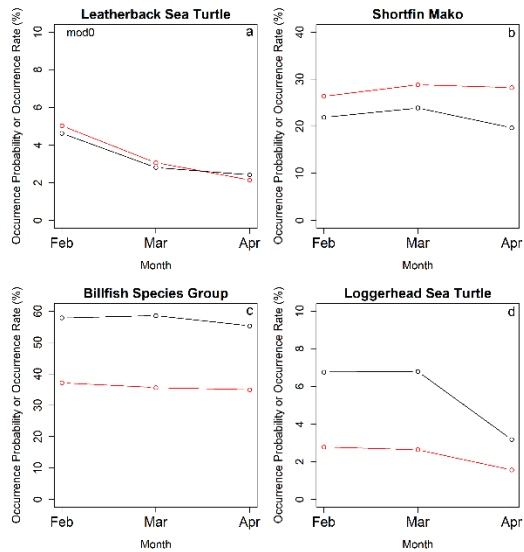 Leatherback Sea Turtle
Occurrence Probability or Occurrence Rate (%)
mod0
a
10
8
6
4
2
0
Feb
Mar
Apr
Month
Shortfin Mako
Occurrence Probability or Occurrence Rate (%)
b
40
30
20
10
0
Feb
Mar
Apr
Month
Billfish Species Group
Occurrence Probability or Occurrence Rate (%)
c
60
50
40
30
20
10
0
Feb
Mar
Apr
Month
Loggerhead Sea Turtle
Occurrence Probability or Occurrence Rate (%)
d
10
8
6
4
2
0
Feb
Mar
Apr
Month